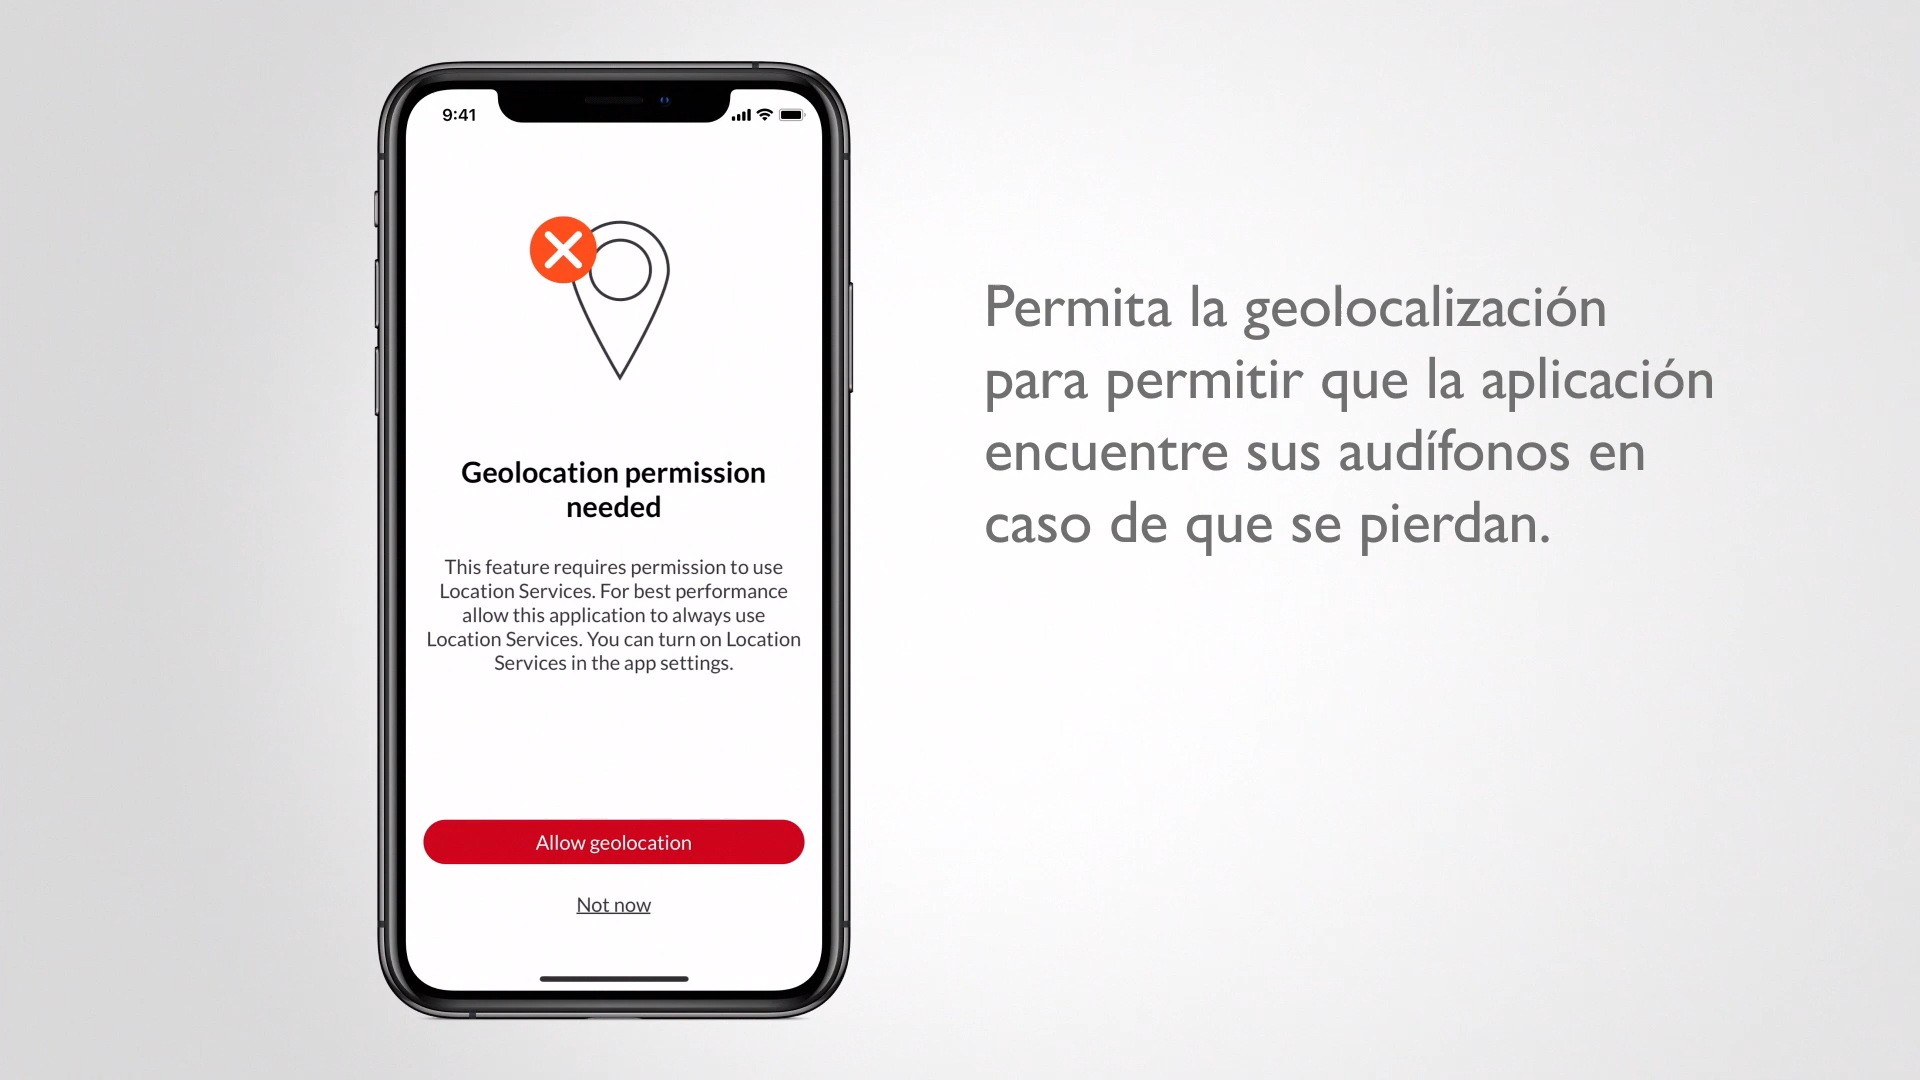 9:41
Geolocation permission
needed
This feature requires permission to use
Location Services. For best performance
allow this application to always use
Location Services. You can turn on Location
Services in the app settings.
Allow geolocation
Not now
Permita la geolocalización
para permitir que la aplicación
encuentre sus audífonos en
caso de que se pierdan.